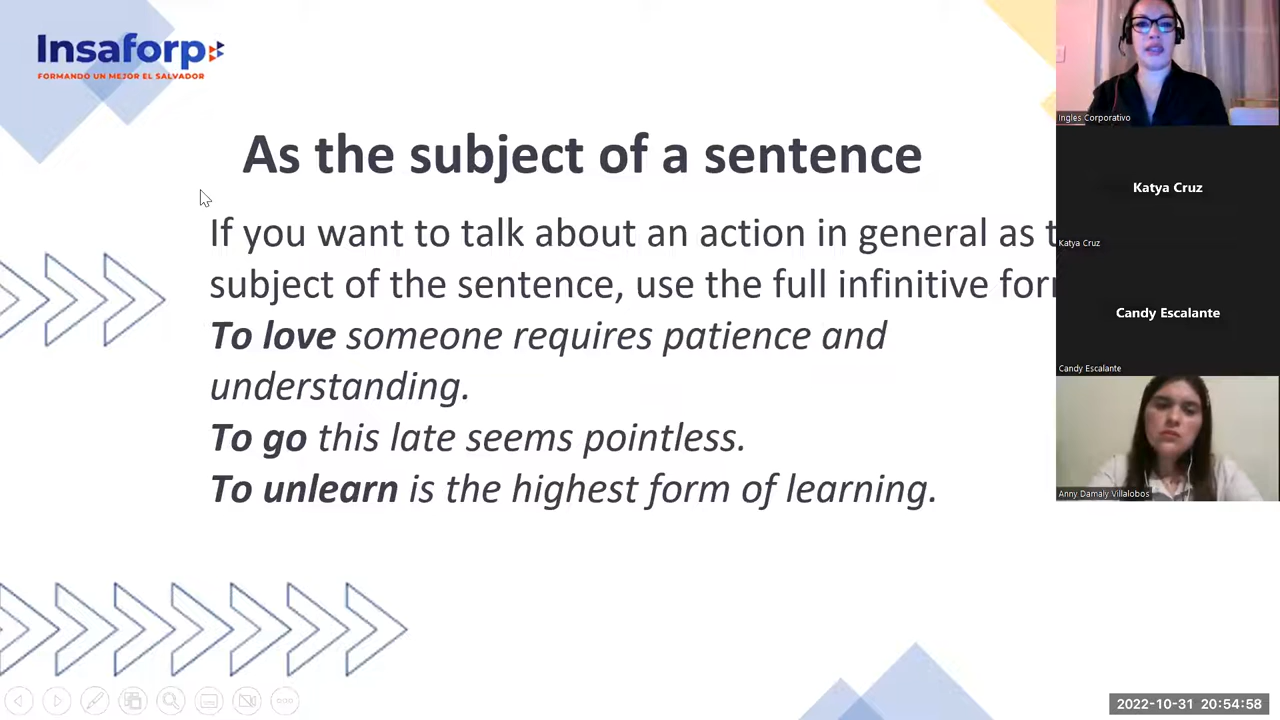 Insaforp
FORMANDO UN MEJOR EL SALVADOR
As the subject of a sentence
If you want to talk about an action in general as
subject of the sentence, use the full infinitive
To love someone requires patience and
understanding.
To go this late seems pointless.
To unlearn is the highest form of learning.
Ingles Corporativo
Katya Cruz
Katya Cruz
Candy Escalante
Candy Escalante
Anny Damaly Villalobos
2022-10-31 20:54:58